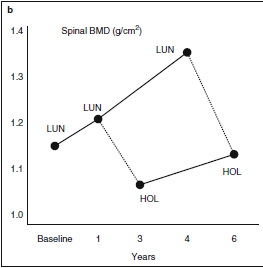 b
Spinal BMD (g/cm²)
1.4
LUN
1.3
LUN
1.2
LUN
1.1
HOL
HOL
1.0
Baseline 1 3 4 6
Years